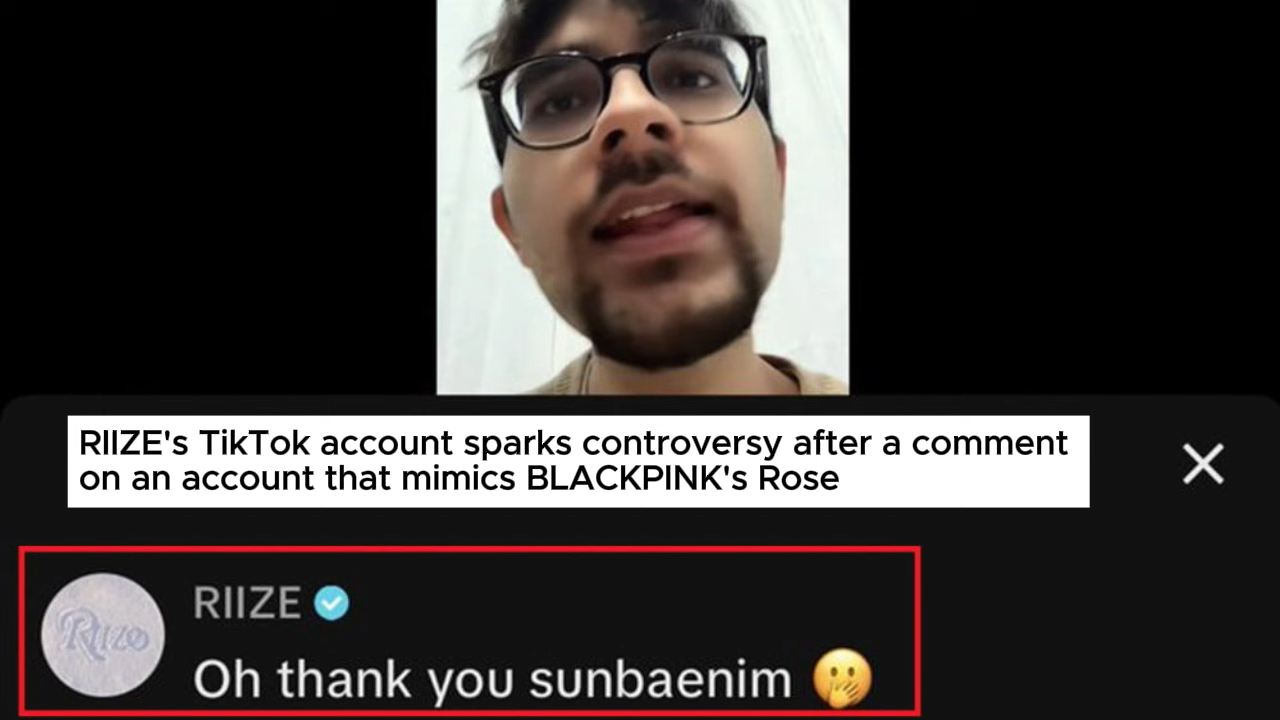 RIIZE's TikTok account sparks controversy after a comment
on an account that mimics BLACKPINK's Rose
RIIZE
RIIZE
Oh thank you sunbaenim 🤭